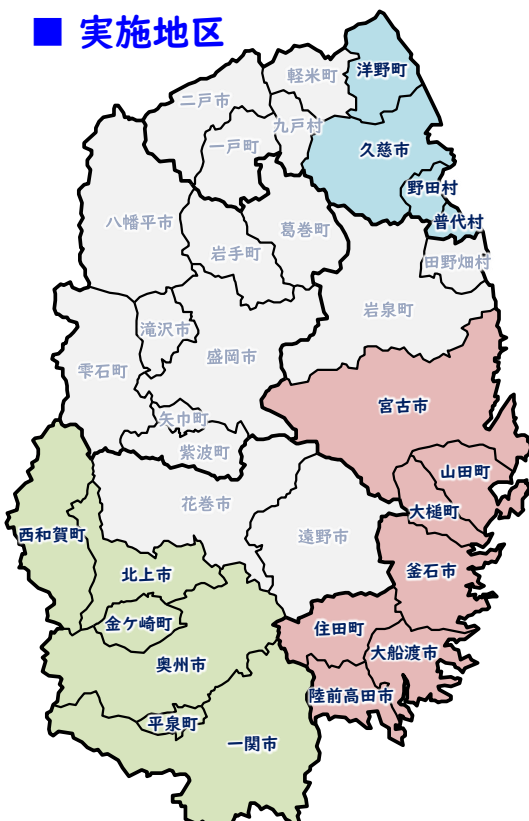 ■ 実施地区
洋野町
軽米町
二戸市
九戸村
一戸町
久慈市
野田村
普代村
八幡平市
葛巻町
岩手町
田野畑村
岩泉町
滝沢市
盛岡市
雫石町
宮古市
矢巾町
紫波町
山田町
花巻市
大槌町
西和賀町
遠野市
釜石市
北上市
金ケ崎町
住田町
大船渡市
奥州市
陸前高田市
平泉町
一関市